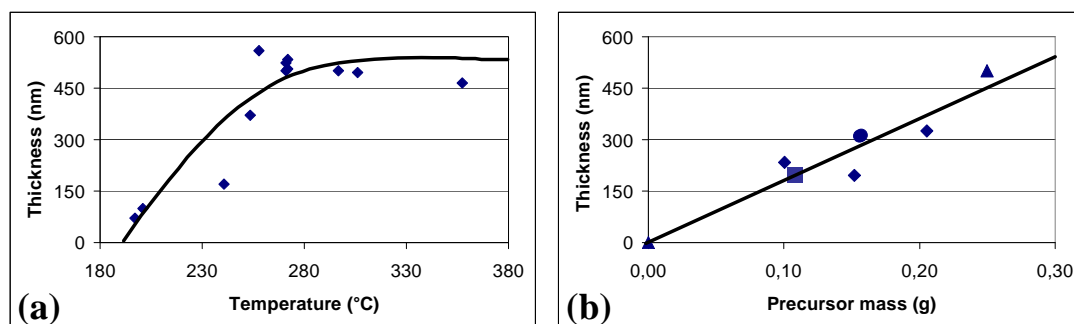 600
450
300
150
0
Thickness (nm)
180 230 280 330 380
Temperature (°C)
(a)
600
450
300
150
0
Thickness (nm)
0,00 0,10 0,20 0,30
Precursor mass (g)
(b)